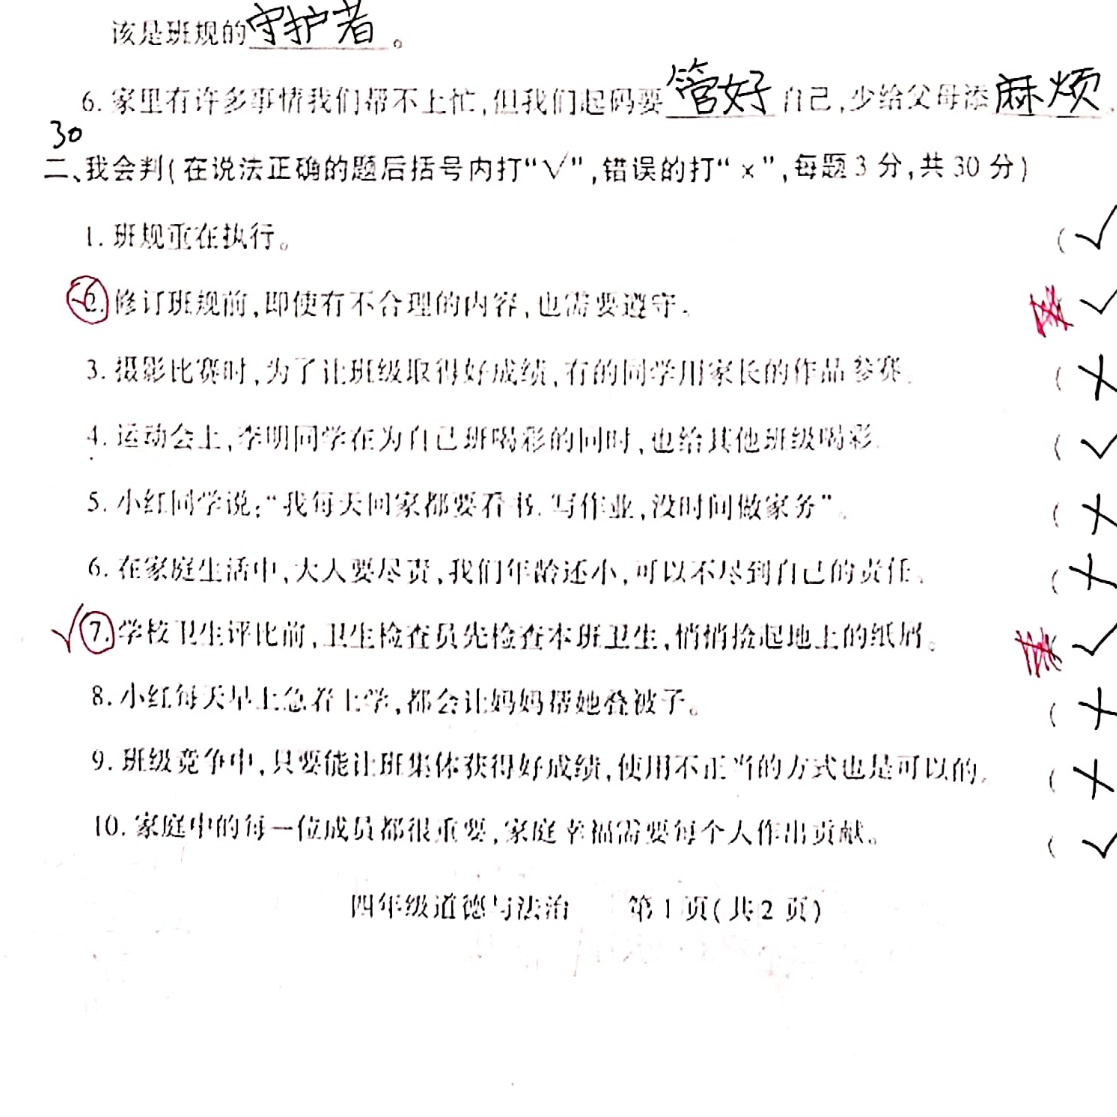 该是班规的守护者。
6. 家里有许多事情我们帮不上忙,但我们起码要管好自己,少给父母添麻烦.
30
二、我会判(在说法正确的题后括号内打“√”,错误的打“×”,每题3分,共30分)
1. 班规重在执行。 (√
2. 修订班规前,即使有不合理的内容,也需要遵守。 √
3. 摄影比赛时,为了让班级取得好成绩,有的同学用家长的作品参赛。 (×
4. 运动会上,李明同学在为自己班喝彩的同时,也给其他班级喝彩。 (√
5. 小红同学说:“我每天回家都要看书、写作业,没时间做家务”。 (×
6. 在家庭生活中,大人要尽责,我们年龄还小,可以不尽到自己的责任。 (×
√7. 学校卫生评比前,卫生检查员先检查本班卫生,悄悄捡起地上的纸屑。 √
8. 小红每天早上急着上学,都会让妈妈帮她叠被子。 (×
9. 班级竞争中,只要能让班集体获得好成绩,使用不正当的方式也是可以的。 (×
10. 家庭中的每一位成员都很重要,家庭幸福需要每个人作出贡献。 (√
四年级道德与法治 第1页(共2页)